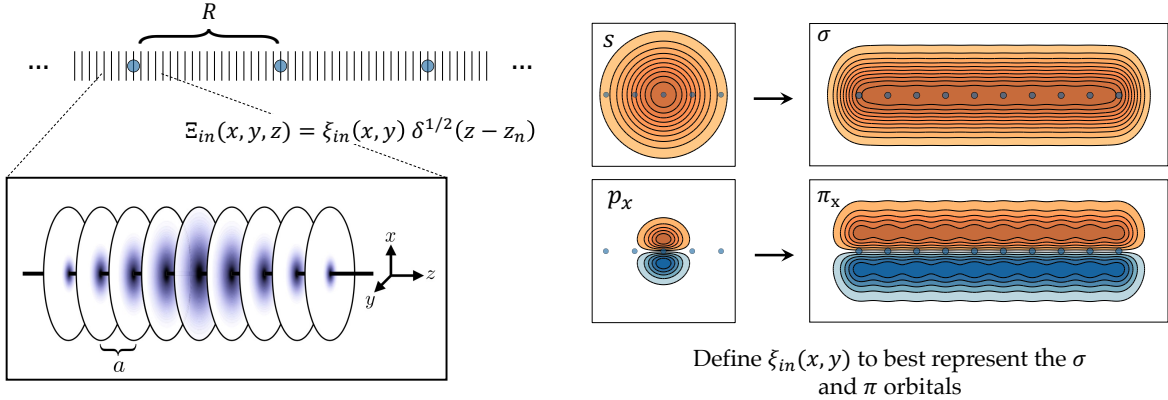 R
... ...
Ξ_in(x, y, z) = ξ_in(x, y) δ^1/2(z − z_n)
x
z
y
a
s
σ
p_x
π_x
Define ξ_in(x, y) to best represent the σ
and π orbitals